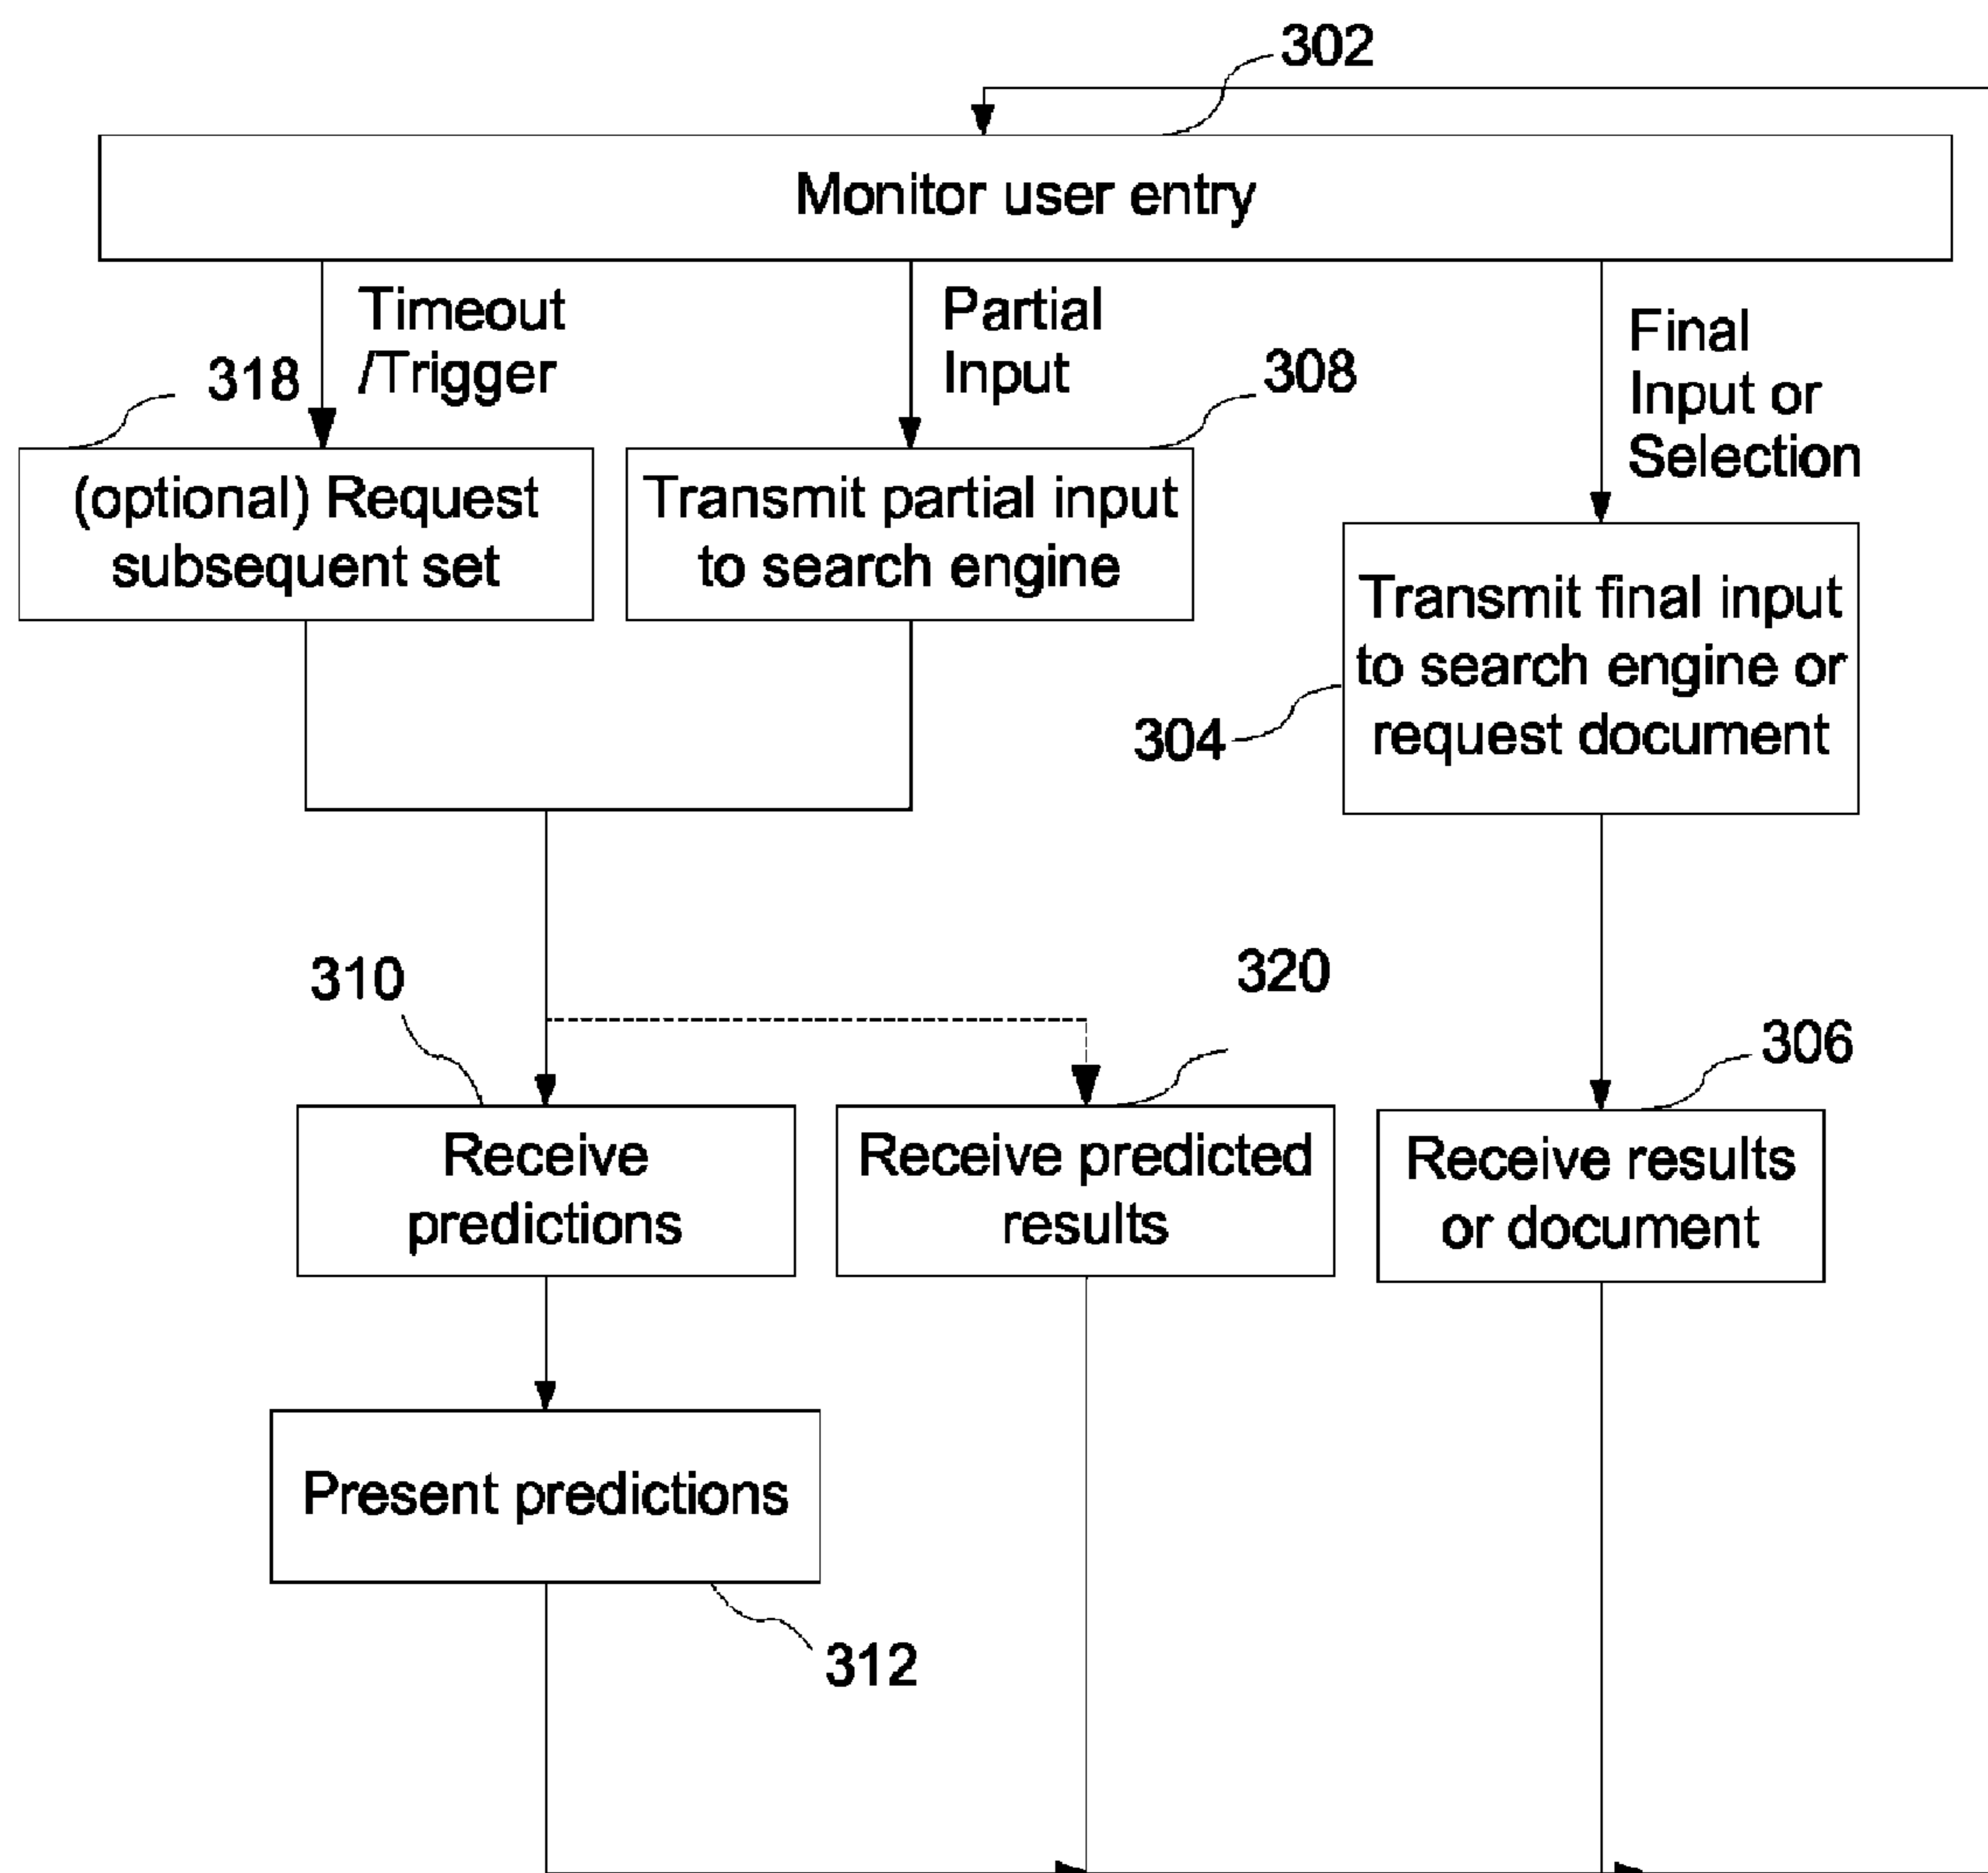 302
Monitor user entry
Timeout
/Trigger
Partial
Input
Final
Input or
Selection
318
308
(optional) Request
subsequent set
Transmit partial input
to search engine
Transmit final input
to search engine or
request document
304
310
320
306
Receive
predictions
Receive predicted
results
Receive results
or document
Present predictions
312